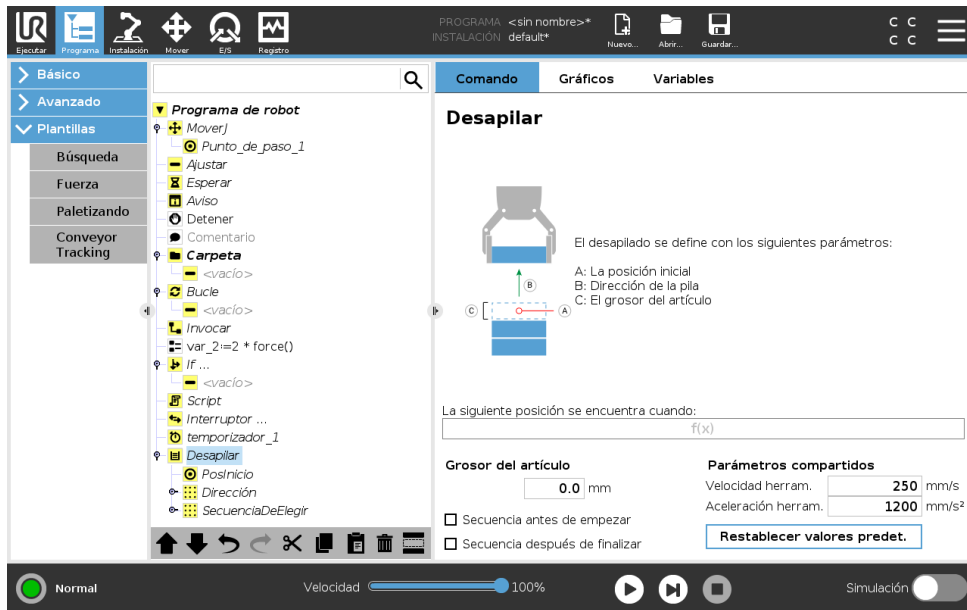 Ejecutar
Programa
Instalación
Mover
E/S
Registro
PROGRAMA <sin nombre>*
INSTALACIÓN default*
Nuevo...
Abrir...
Guardar...
C C
C C
Básico
Avanzado
Plantillas
Búsqueda
Fuerza
Paletizando
Conveyor
Tracking
Programa de robot
MoverJ
Punto_de_paso_1
Ajustar
Esperar
Aviso
Detener
Comentario
Carpeta
<vacío>
Bucle
<vacío>
Invocar
var_2≔2 * force()
If ...
<vacío>
Script
Interruptor ...
temporizador_1
Desapilar
PosInicio
Dirección
SecuenciaDeElegir
Comando
Gráficos
Variables
Desapilar
B
C
A
El desapilado se define con los siguientes parámetros:
A: La posición inicial
B: Dirección de la pila
C: El grosor del artículo
La siguiente posición se encuentra cuando:
f(x)
Grosor del artículo
0.0 mm
Secuencia antes de empezar
Secuencia después de finalizar
Parámetros compartidos
Velocidad herram. 250 mm/s
Aceleración herram. 1200 mm/s²
Restablecer valores predet.
Normal
Velocidad
100%
Simulación